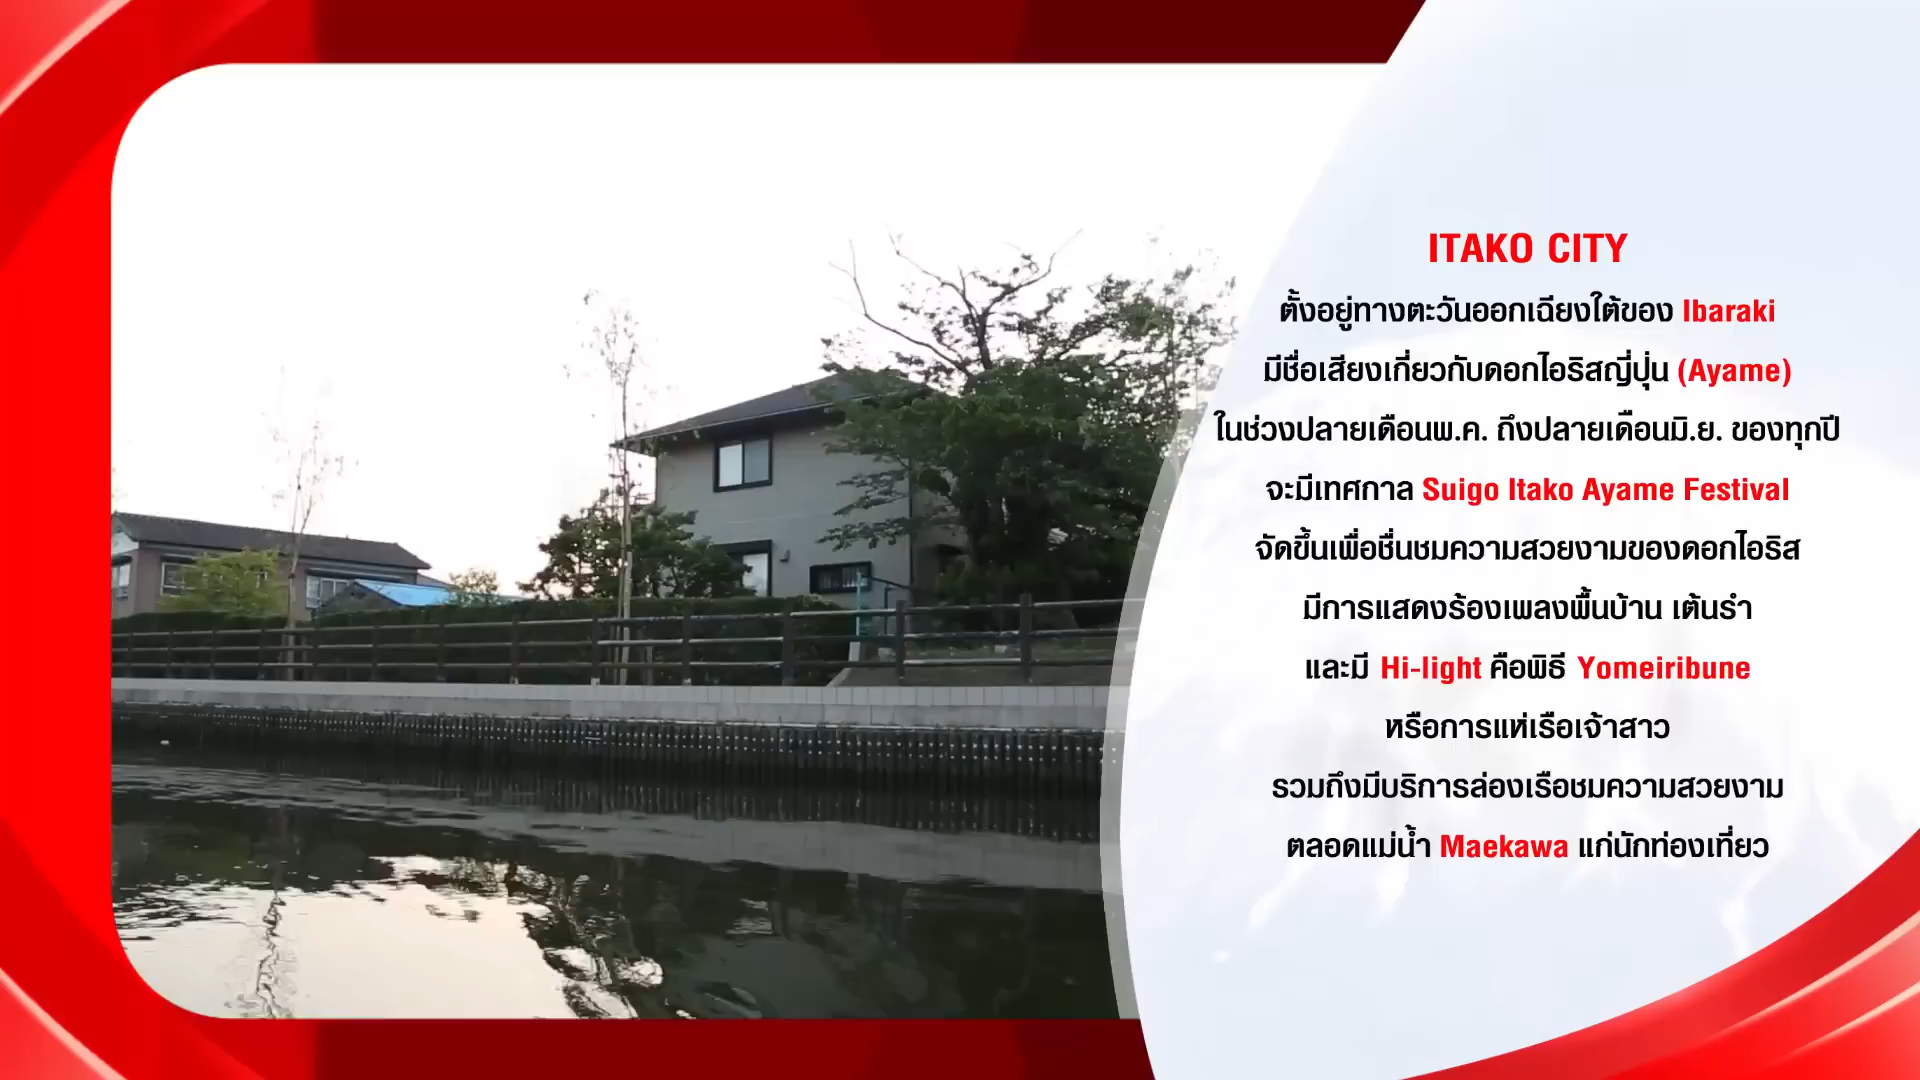 ITAKO CITY
ตั้งอยู่ทางตะวันออกเฉียงใต้ของ Ibaraki
มีชื่อเสียงเกี่ยวกับดอกไอริสญี่ปุ่น (Ayame)
ในช่วงปลายเดือนพ.ค. ถึงปลายเดือนมิ.ย. ของทุกปี
จะมีเทศกาล Suigo Itako Ayame Festival
จัดขึ้นเพื่อชื่นชมความสวยงามของดอกไอริส
มีการแสดงร้องเพลงพื้นบ้าน เต้นรำ
และมี Hi-light คือพิธี Yomeiribune
หรือการแห่เรือเจ้าสาว
รวมถึงมีบริการล่องเรือชมความสวยงาม
ตลอดแม่น้ำ Maekawa แก่นักท่องเที่ยว